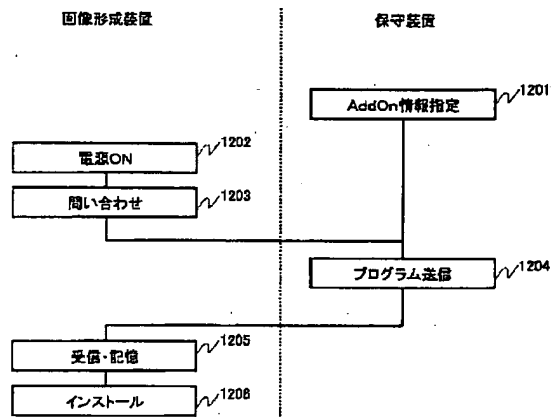 画像形成装置
保守装置
AddOn情報指定
1201
電源ON
1202
問い合わせ
1203
プログラム送信
1204
受信・記憶
1205
インストール
1206